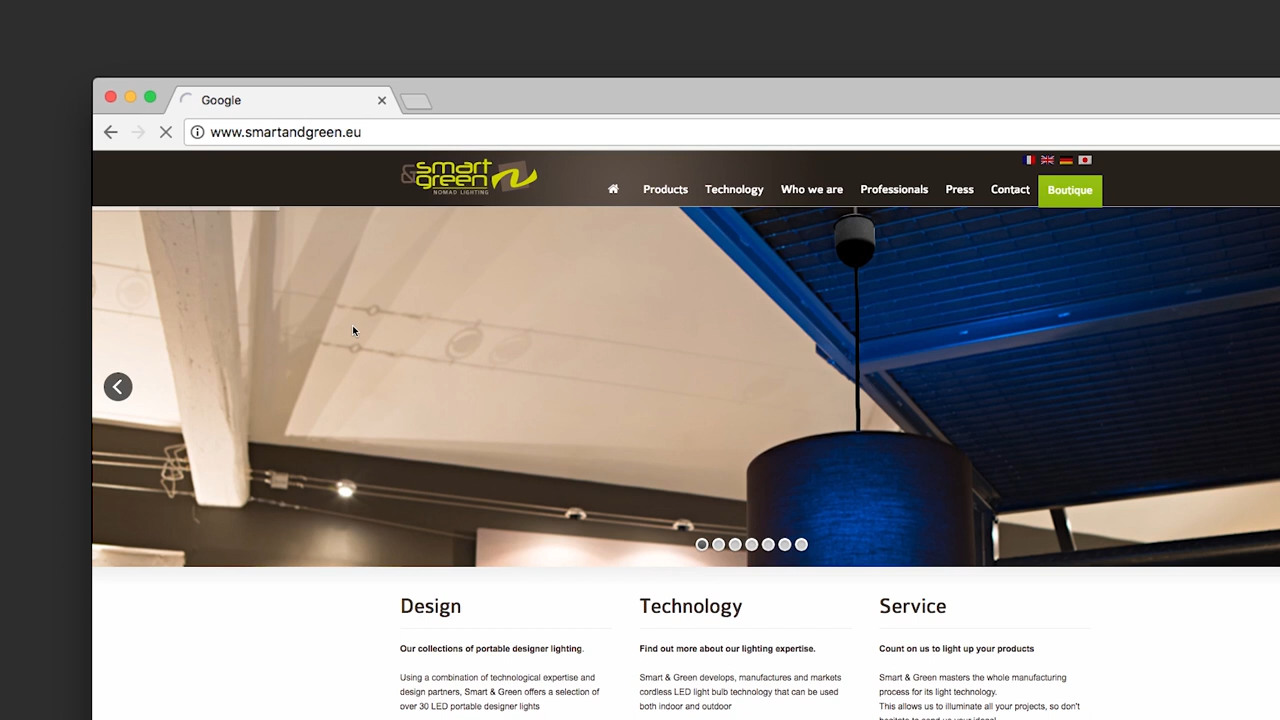 Google
www.smartandgreen.eu
& smart
green
NOMAD LIGHTING
Products Technology Who we are Professionals Press Contact Boutique
Design Technology Service
Our collections of portable designer lighting. Find out more about our lighting expertise. Count on us to light up your products
Using a combination of technological expertise and
design partners, Smart & Green offers a selection of
over 30 LED portable designer lights
Smart & Green develops, manufactures and markets
cordless LED light bulb technology that can be used
both indoor and outdoor
Smart & Green masters the whole manufacturing
process for its light technology.
This allows us to illuminate all your projects, so don't
hesitate to send us your ideas!